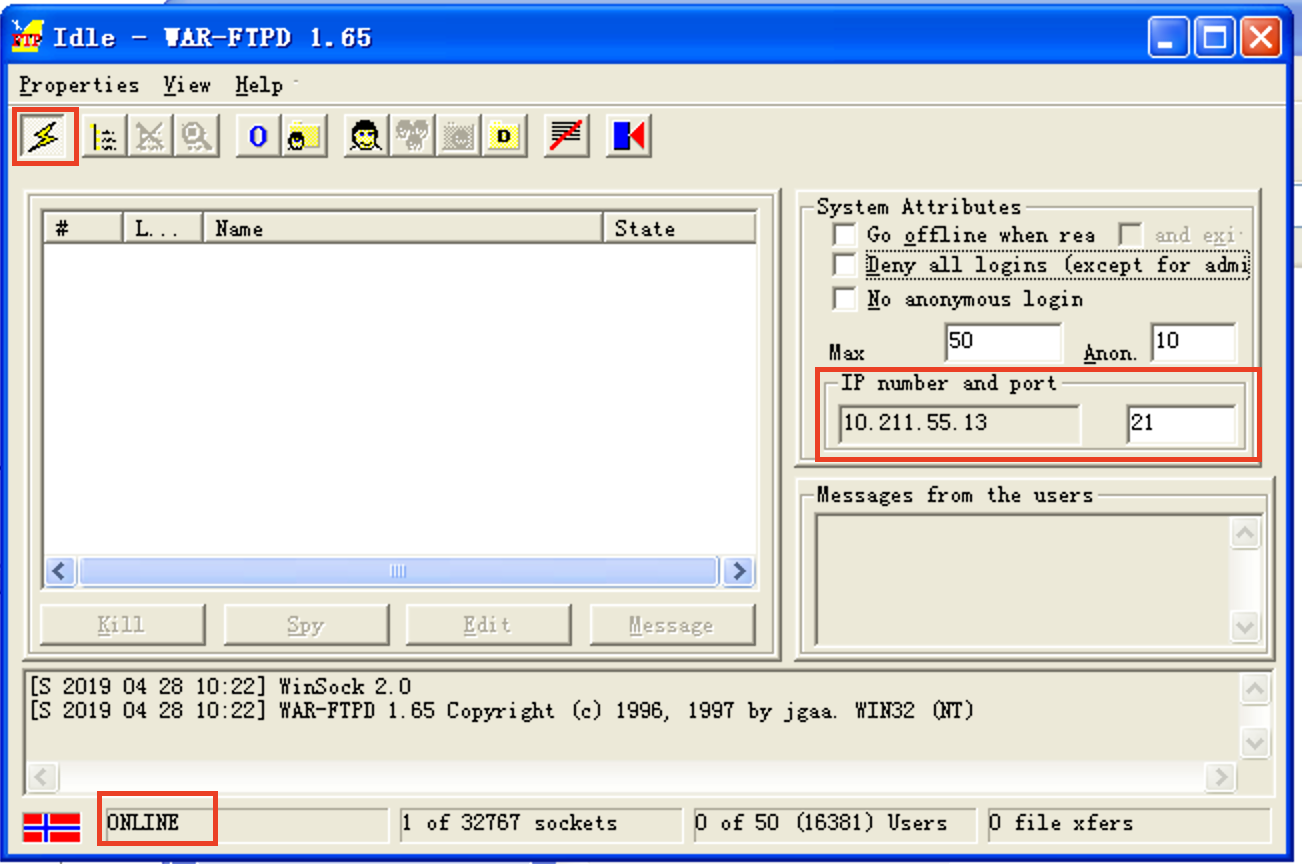 FTP Idle - WAR-FTPD 1.65
Properties View Help
O
D
# L... Name State
System Attributes
Go offline when rea and exi
Deny all logins (except for admi
No anonymous login
Max 50 Anon. 10
IP number and port
10.211.55.13 21
Messages from the users
Kill Spy Edit Message
[S 2019 04 28 10:22] WinSock 2.0
[S 2019 04 28 10:22] WAR-FTPD 1.65 Copyright (c) 1996, 1997 by jgaa. WIN32 (NT)
ONLINE 1 of 32767 sockets 0 of 50 (16381) Users 0 file xfers